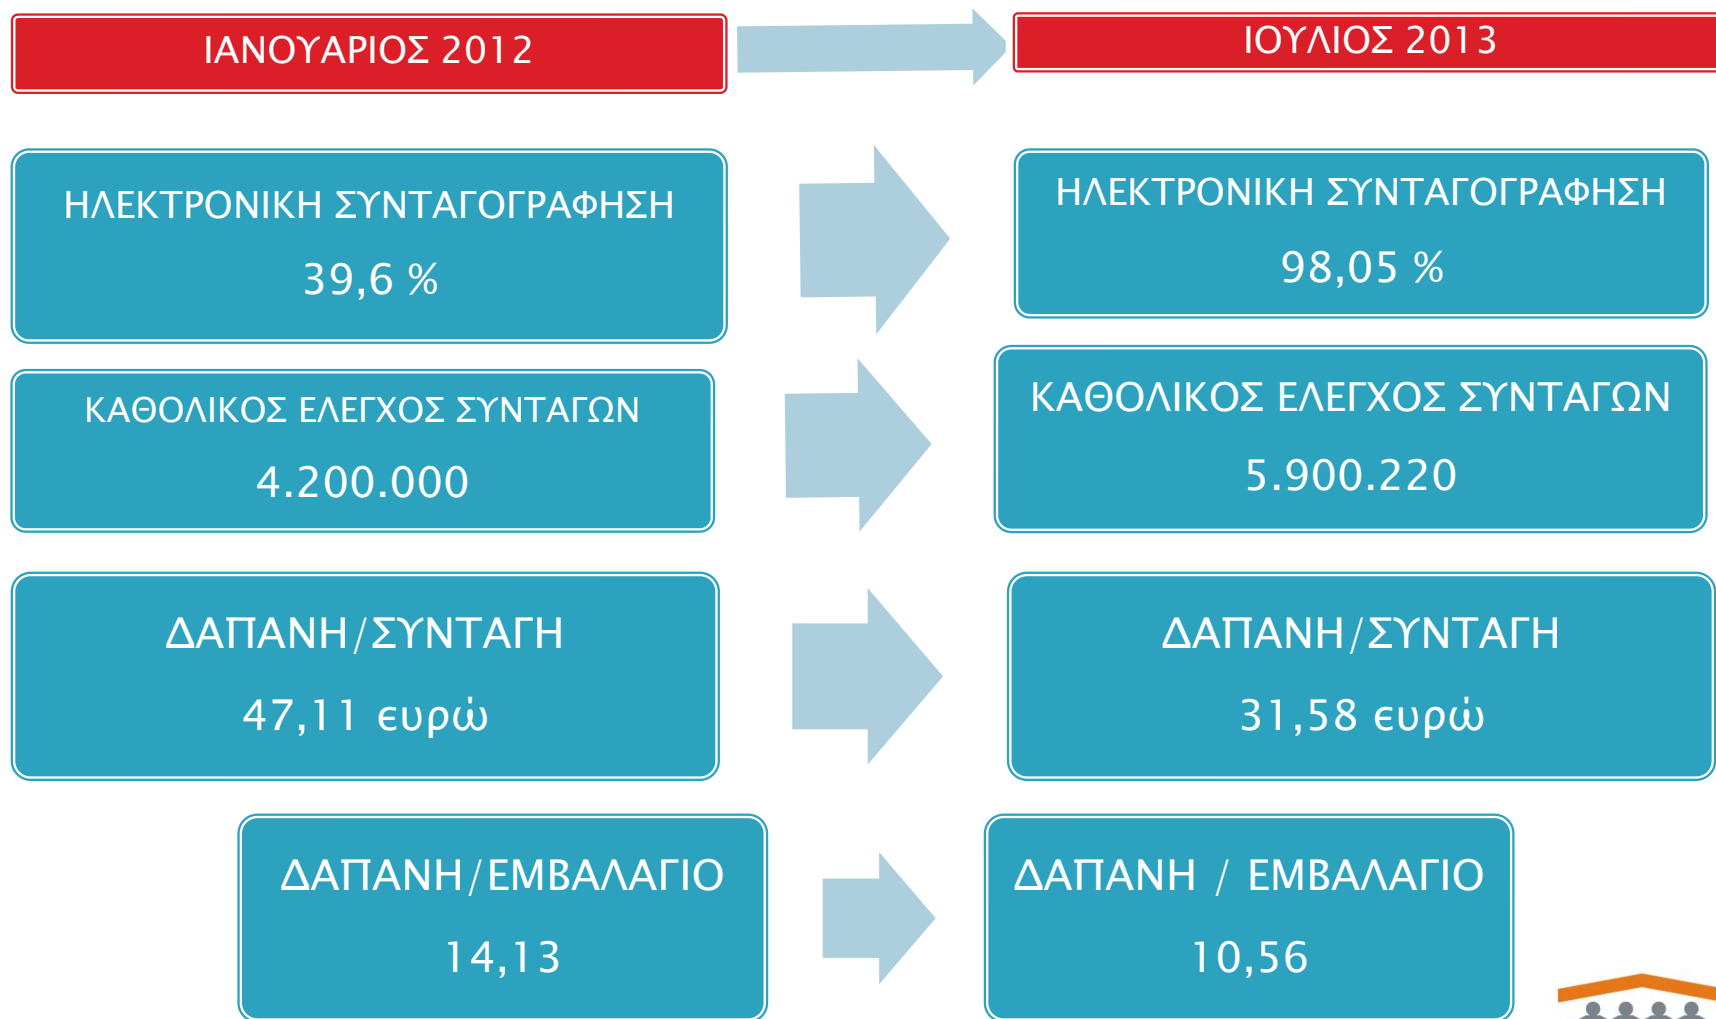 ΙΑΝΟΥΑΡΙΟΣ 2012
ΙΟΥΛΙΟΣ 2013
ΗΛΕΚΤΡΟΝΙΚΗ ΣΥΝΤΑΓΟΓΡΑΦΗΣΗ
39,6 %
ΗΛΕΚΤΡΟΝΙΚΗ ΣΥΝΤΑΓΟΓΡΑΦΗΣΗ
98,05 %
ΚΑΘΟΛΙΚΟΣ ΕΛΕΓΧΟΣ ΣΥΝΤΑΓΩΝ
4.200.000
ΚΑΘΟΛΙΚΟΣ ΕΛΕΓΧΟΣ ΣΥΝΤΑΓΩΝ
5.900.220
ΔΑΠΑΝΗ/ΣΥΝΤΑΓΗ
47,11 ευρώ
ΔΑΠΑΝΗ/ΣΥΝΤΑΓΗ
31,58 ευρώ
ΔΑΠΑΝΗ/ΕΜΒΑΛΑΓΙΟ
14,13
ΔΑΠΑΝΗ / ΕΜΒΑΛΑΓΙΟ
10,56